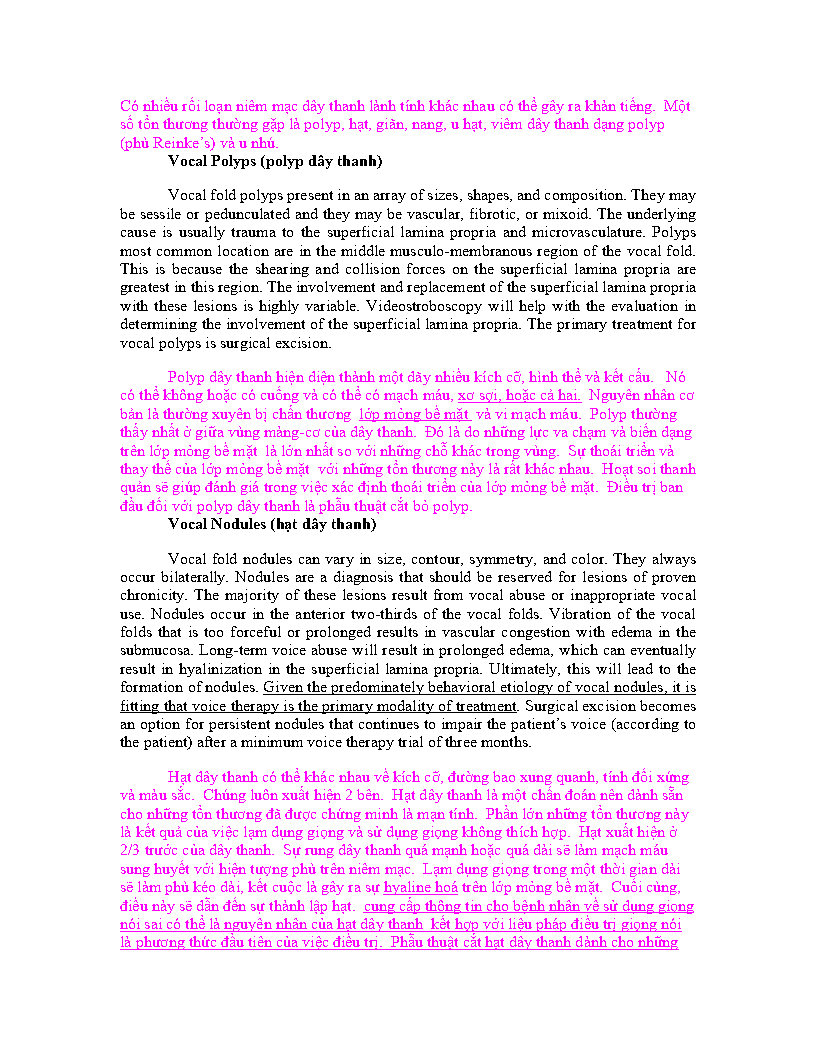 Có nhiều rối loạn niêm mạc dây thanh lành tính khác nhau có thể gây ra khàn tiếng.  Một
số tổn thương thường gặp là polyp, hạt, giãn, nang, u hạt, viêm dây thanh dạng polyp
(phù Reinke’s) và u nhú.
Vocal Polyps (polyp dây thanh)
Vocal fold polyps present in an array of sizes, shapes, and composition. They may
be sessile or pedunculated and they may be vascular, fibrotic, or mixoid. The underlying
cause is usually trauma to the superficial lamina propria and microvasculature. Polyps
most common location are in the middle musculo-membranous region of the vocal fold.
This is because the shearing and collision forces on the superficial lamina propria are
greatest in this region. The involvement and replacement of the superficial lamina propria
with these lesions is highly variable. Videostroboscopy will help with the evaluation in
determining the involvement of the superficial lamina propria. The primary treatment for
vocal polyps is surgical excision.
Polyp dây thanh hiện diện thành một dãy nhiều kích cỡ, hình thể và kết cấu.   Nó
có thể không hoặc có cuống và có thể có mạch máu, xơ sợi, hoặc cả hai.  Nguyên nhân cơ
bản là thường xuyên bị chấn thương  lớp mỏng bề mặt  và vi mạch máu.  Polyp thường
thấy nhất ở giữa vùng màng-cơ của dây thanh.  Đó là do những lực va chạm và biến dạng
trên lớp mỏng bề mặt  là lớn nhất so với những chỗ khác trong vùng.  Sự thoái triển và
thay thế của lớp mỏng bề mặt  với những tổn thương này là rất khác nhau.  Hoạt soi thanh
quản sẽ giúp đánh giá trong việc xác định thoái triển của lớp mỏng bề mặt.  Điều trị ban
đầu đối với polyp dây thanh là phẫu thuật cắt bỏ polyp.
Vocal Nodules (hạt dây thanh)
Vocal fold nodules can vary in size, contour, symmetry, and color. They always
occur bilaterally. Nodules are a diagnosis that should be reserved for lesions of proven
chronicity. The majority of these lesions result from vocal abuse or inappropriate vocal
use. Nodules occur in the anterior two-thirds of the vocal folds. Vibration of the vocal
folds that is too forceful or prolonged results in vascular congestion with edema in the
submucosa. Long-term voice abuse will result in prolonged edema, which can eventually
result in hyalinization in the superficial lamina propria. Ultimately, this will lead to the
formation of nodules. Given the predominately behavioral etiology of vocal nodules, it is
fitting that voice therapy is the primary modality of treatment. Surgical excision becomes
an option for persistent nodules that continues to impair the patient’s voice (according to
the patient) after a minimum voice therapy trial of three months.
Hạt dây thanh có thể khác nhau về kích cỡ, đường bao xung quanh, tính đối xứng
và màu sắc.  Chúng luôn xuất hiện 2 bên.  Hạt dây thanh là một chẩn đoán nên dành sẵn
cho những tổn thương đã được chứng minh là mạn tính.  Phần lớn những tổn thương này
là kết quả của việc lạm dụng giọng và sử dụng giọng không thích hợp.  Hạt xuất hiện ở
2/3 trước của dây thanh.  Sự rung dây thanh quá mạnh hoặc quá dài sẽ làm mạch máu
sung huyết với hiện tượng phù trên niêm mạc.  Lạm dụng giọng trong một thời gian dài
sẽ làm phù kéo dài, kết cuộc là gây ra sự hyaline hoá trên lớp mỏng bề mặt.  Cuối cùng,
điều này sẽ dẫn đến sự thành lập hạt.  cung cấp thông tin cho bệnh nhân về sử dụng giọng
nói sai có thể là nguyên nhân của hạt dây thanh  kết hợp với liệu pháp điều trị giọng nói
là phương thức đầu tiên của việc điều trị.  Phẫu thuật cắt hạt dây thanh dành cho những